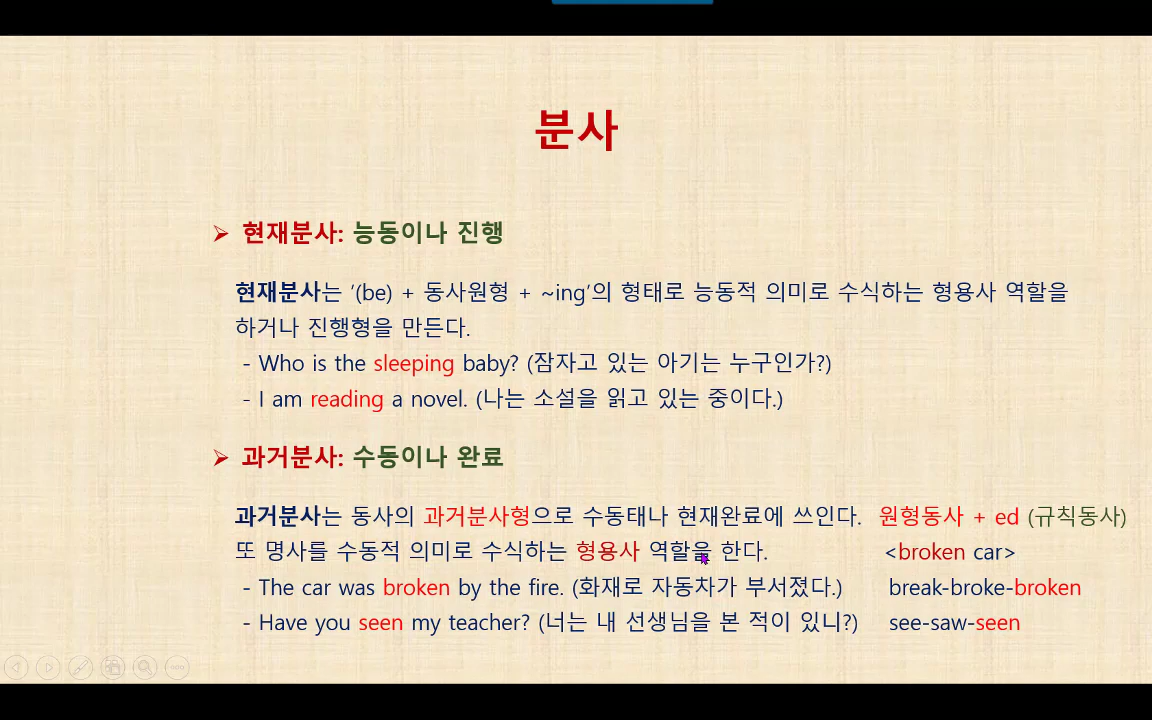 분사
➢ 현재분사: 능동이나 진행
현재분사는 '(be) + 동사원형 + ~ing'의 형태로 능동적 의미로 수식하는 형용사 역할을
하거나 진행형을 만든다.
- Who is the sleeping baby? (잠자고 있는 아기는 누구인가?)
- I am reading a novel. (나는 소설을 읽고 있는 중이다.)
➢ 과거분사: 수동이나 완료
과거분사는 동사의 과거분사형으로 수동태나 현재완료에 쓰인다. 원형동사 + ed (규칙동사)
또 명사를 수동적 의미로 수식하는 형용사 역할을 한다. <broken car>
- The car was broken by the fire. (화재로 자동차가 부서졌다.) break-broke-broken
- Have you seen my teacher? (너는 내 선생님을 본 적이 있니?) see-saw-seen